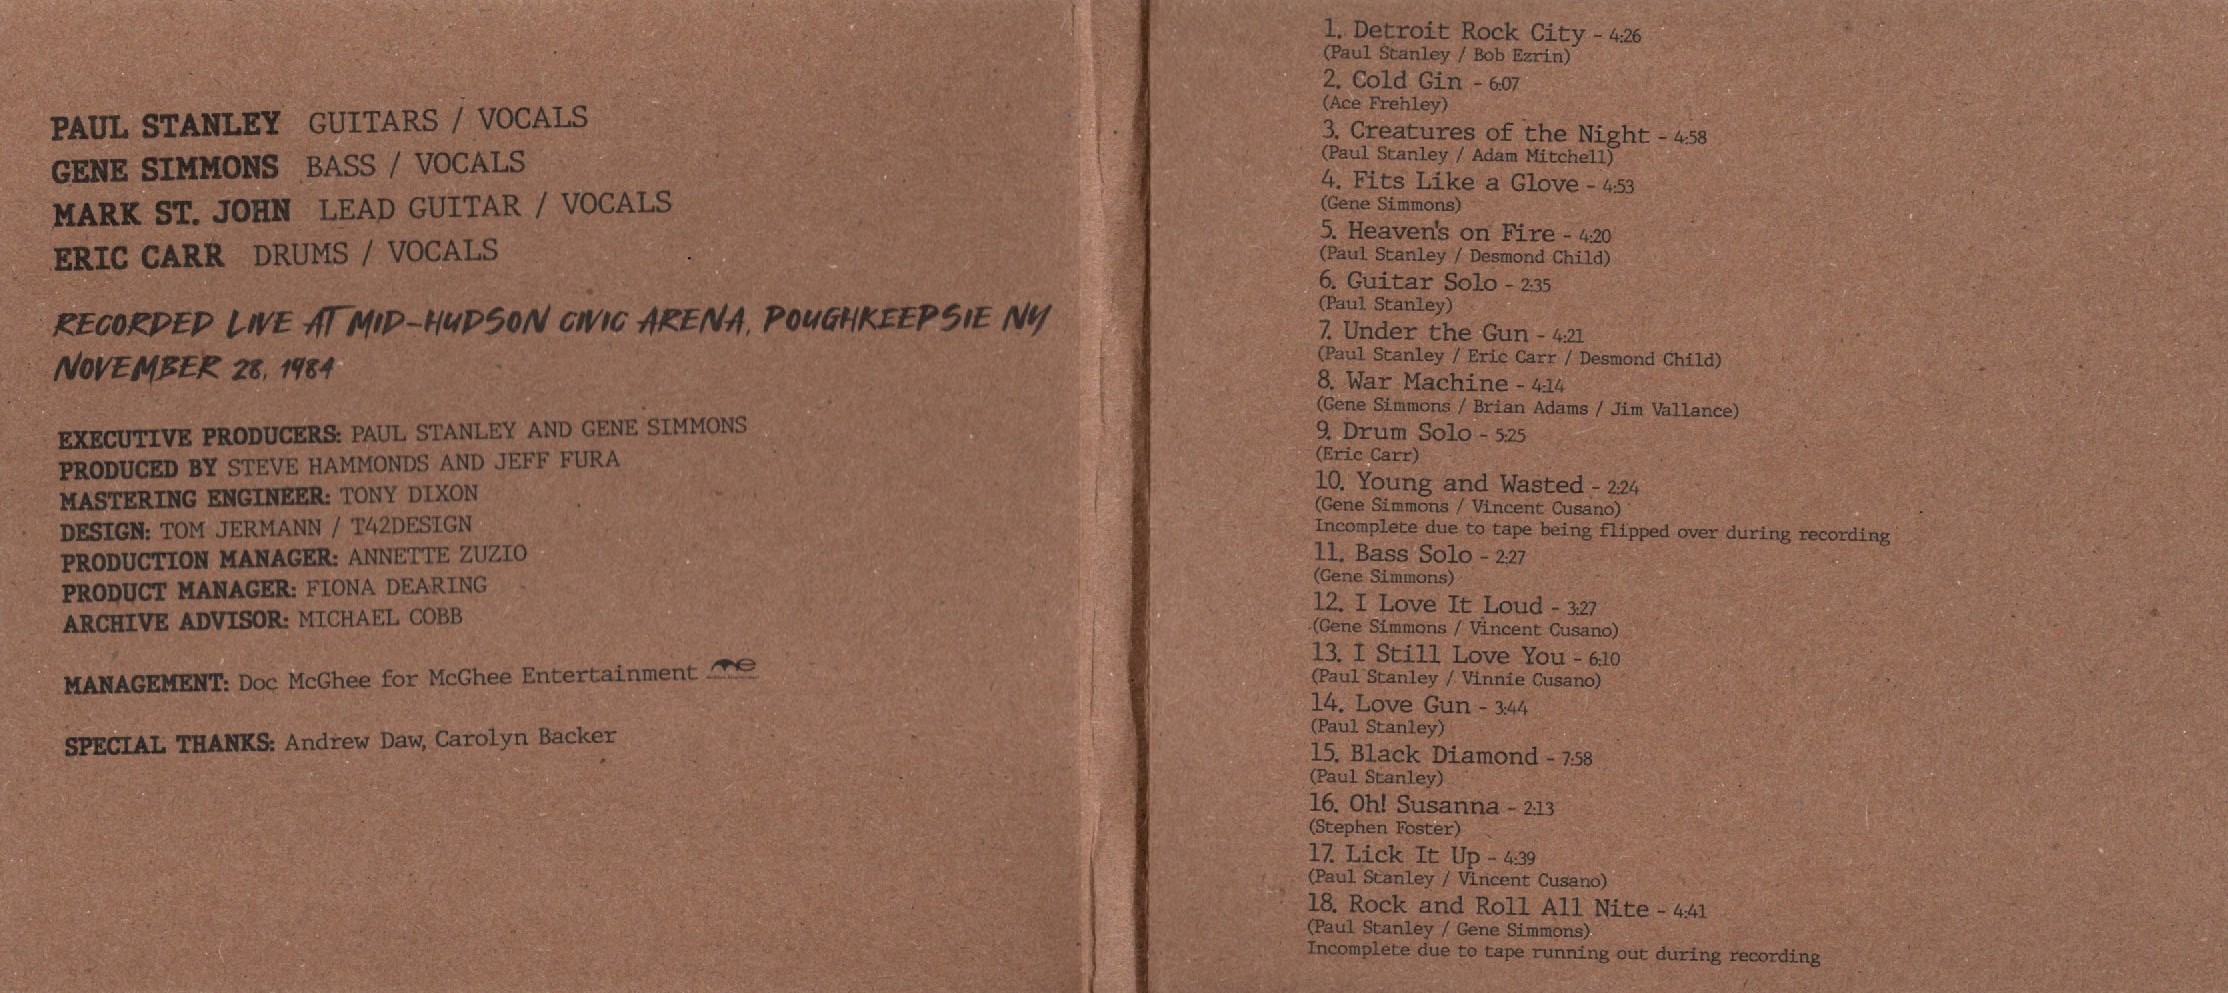 PAUL STANLEY GUITARS / VOCALS
GENE SIMMONS BASS / VOCALS
MARK ST. JOHN LEAD GUITAR / VOCALS
ERIC CARR DRUMS / VOCALS
RECORDED LIVE AT MID-HUDSON CIVIC ARENA, POUGHKEEPSIE NY
NOVEMBER 28, 1984
EXECUTIVE PRODUCERS: PAUL STANLEY AND GENE SIMMONS
PRODUCED BY STEVE HAMMONDS AND JEFF FURA
MASTERING ENGINEER: TONY DIXON
DESIGN: TOM JERMANN / T42DESIGN
PRODUCTION MANAGER: ANNETTE ZUZIO
PRODUCT MANAGER: FIONA DEARING
ARCHIVE ADVISOR: MICHAEL COBB
MANAGEMENT: Doc McGhee for McGhee Entertainment
SPECIAL THANKS: Andrew Daw, Carolyn Backer
1. Detroit Rock City - 4:26
(Paul Stanley / Bob Ezrin)
2. Cold Gin - 6:07
(Ace Frehley)
3. Creatures of the Night - 4:58
(Paul Stanley / Adam Mitchell)
4. Fits Like a Glove - 4:53
(Gene Simmons)
5. Heaven's on Fire - 4:20
(Paul Stanley / Desmond Child)
6. Guitar Solo - 2:35
(Paul Stanley)
7. Under the Gun - 4:21
(Paul Stanley / Eric Carr / Desmond Child)
8. War Machine - 4:14
(Gene Simmons / Brian Adams / Jim Vallance)
9. Drum Solo - 5:25
(Eric Carr)
10. Young and Wasted - 2:24
(Gene Simmons / Vincent Cusano)
Incomplete due to tape being flipped over during recording
11. Bass Solo - 2:27
(Gene Simmons)
12. I Love It Loud - 3:27
(Gene Simmons / Vincent Cusano)
13. I Still Love You - 6:10
(Paul Stanley / Vinnie Cusano)
14. Love Gun - 3:44
(Paul Stanley)
15. Black Diamond - 7:58
(Paul Stanley)
16. Oh! Susanna - 2:13
(Stephen Foster)
17. Lick It Up - 4:39
(Paul Stanley / Vincent Cusano)
18. Rock and Roll All Nite - 4:41
(Paul Stanley / Gene Simmons)
Incomplete due to tape running out during recording